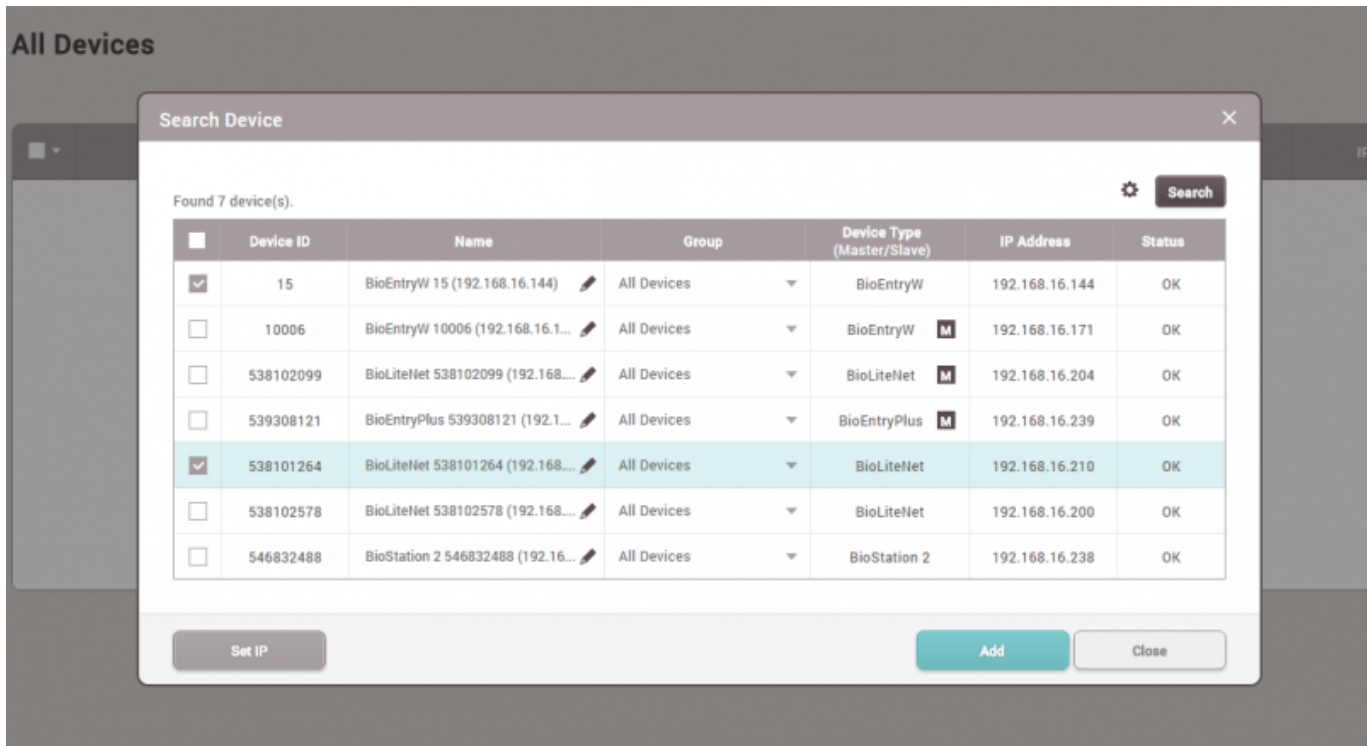 All Devices
Search Device
IP
Found 7 device(s).
Search
Device ID Name Group Device Type (Master/Slave) IP Address Status
15 BioEntryW 15 (192.168.16.144) All Devices BioEntryW 192.168.16.144 OK
10006 BioEntryW 10006 (192.168.16.1... All Devices BioEntryW M 192.168.16.171 OK
538102099 BioLiteNet 538102099 (192.168.... All Devices BioLiteNet M 192.168.16.204 OK
539308121 BioEntryPlus 539308121 (192.1... All Devices BioEntryPlus M 192.168.16.239 OK
538101264 BioLiteNet 538101264 (192.168.... All Devices BioLiteNet 192.168.16.210 OK
538102578 BioLiteNet 538102578 (192.168.... All Devices BioLiteNet 192.168.16.200 OK
546832488 BioStation 2 546832488 (192.16... All Devices BioStation 2 192.168.16.238 OK
Set IP Add Close